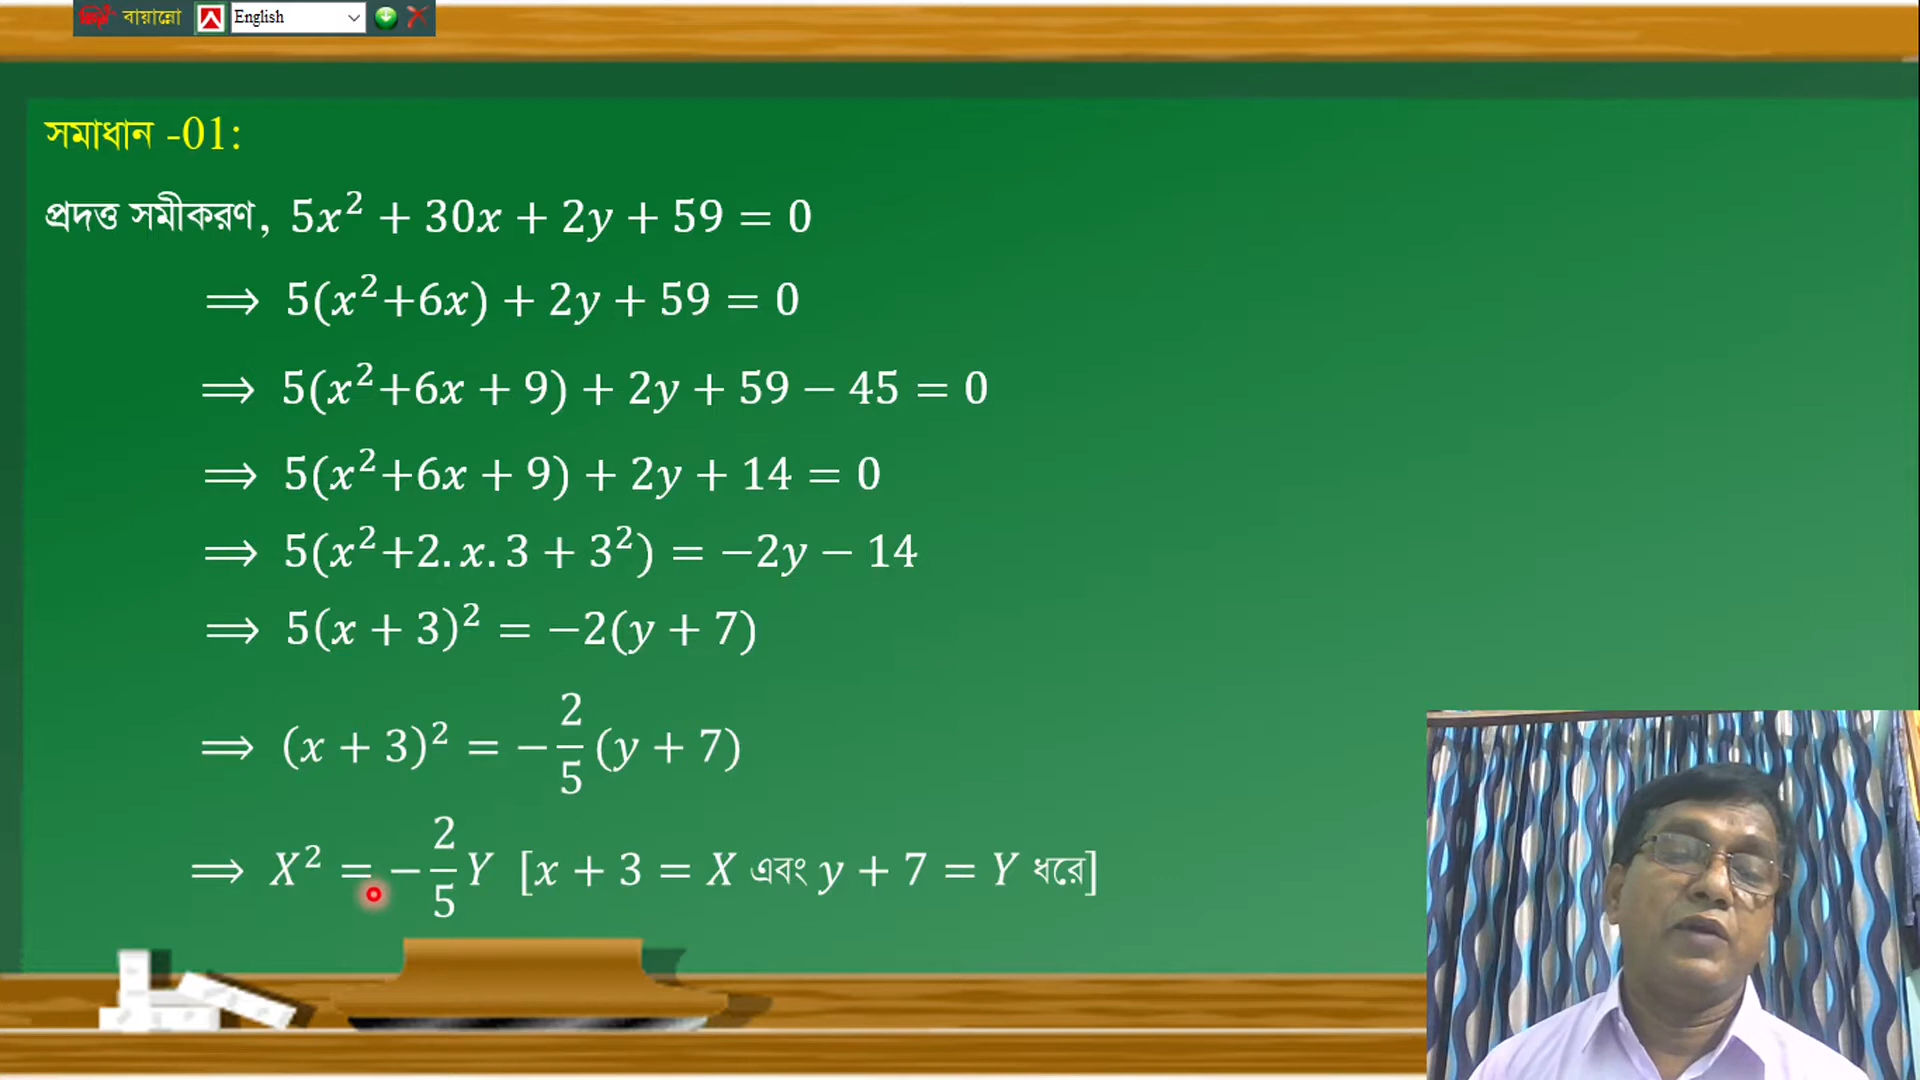 বায়ান্নো English
সমাধান -01:
প্রদত্ত সমীকরণ, 5x² + 30x + 2y + 59 = 0
⟹ 5(x²+6x) + 2y + 59 = 0
⟹ 5(x²+6x + 9) + 2y + 59 − 45 = 0
⟹ 5(x²+6x + 9) + 2y + 14 = 0
⟹ 5(x²+2. x. 3 + 3²) = −2y − 14
⟹ 5(x + 3)² = −2(y + 7)
⟹ (x + 3)² = −2/5 (y + 7)
⟹ X² = −2/5 Y [x + 3 = X এবং y + 7 = Y ধরে]